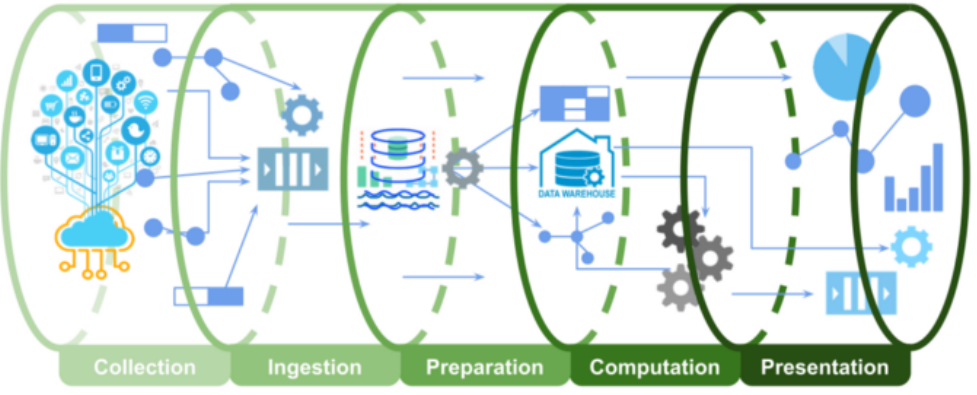 DATA WAREHOUSE
Collection
Ingestion
Preparation
Computation
Presentation